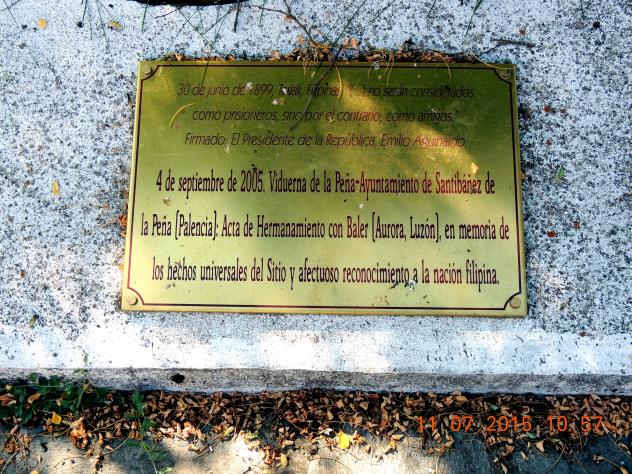 30 de junio de 1899, Tarlak, Filipinas: (...) no serán considerados
como prisioneros, sino por el contrario, como amigos.
Firmado: El Presidente de la República, Emilio Aguinaldo
4 de septiembre de 2005. Viduerna de la Peña-Ayuntamiento de Santibáñez de
la Peña (Palencia): Acta de Hermanamiento con Baler (Aurora, Luzón), en memoria de
los hechos universales del Sitio y afectuoso reconocimiento a la nación filipina.
11 07 2015 10:57